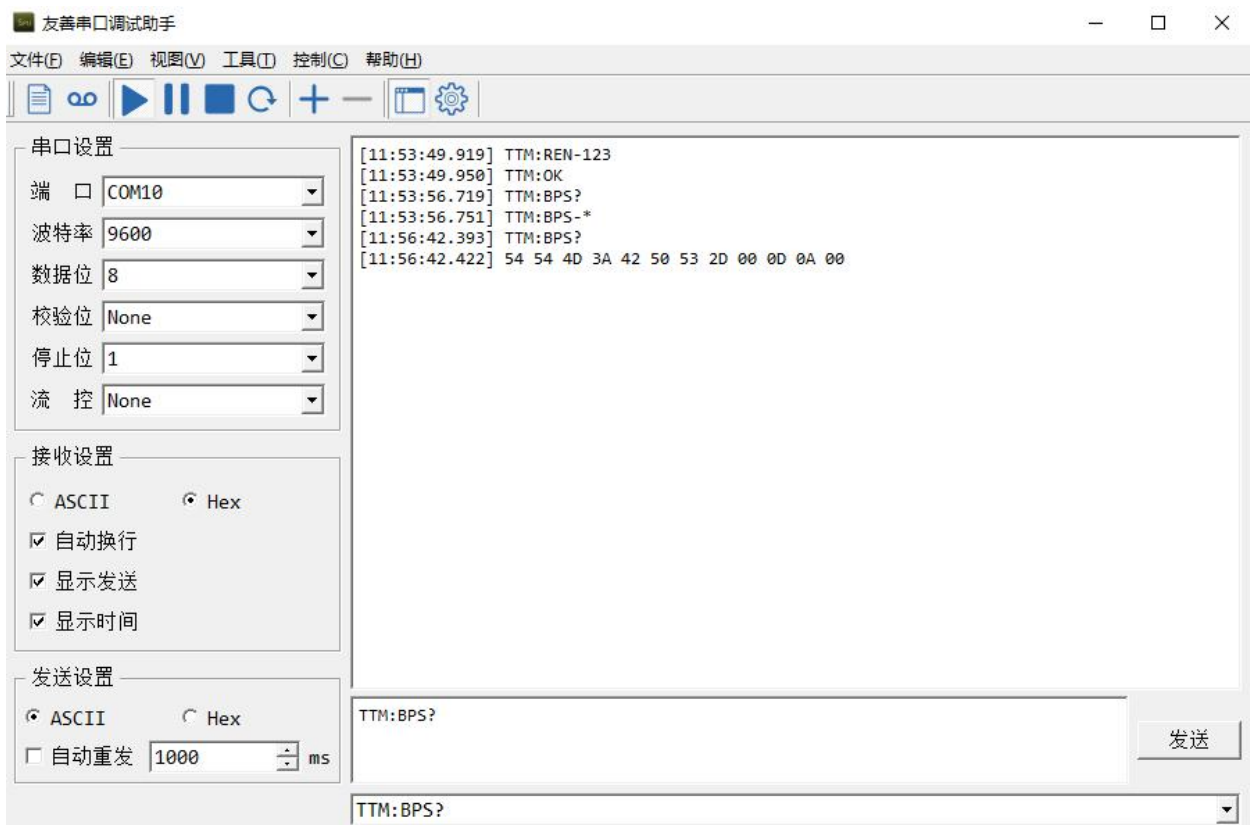 友善串口调试助手
文件(F) 编辑(E) 视图(V) 工具(T) 控制(C) 帮助(H)
串口设置
端 口 COM10
波特率 9600
数据位 8
校验位 None
停止位 1
流 控 None
接收设置
ASCII Hex
自动换行
显示发送
显示时间
发送设置
ASCII Hex
自动重发 1000 ms
[11:53:49.919] TTM:REN-123
[11:53:49.950] TTM:OK
[11:53:56.719] TTM:BPS?
[11:53:56.751] TTM:BPS-*
[11:56:42.393] TTM:BPS?
[11:56:42.422] 54 54 4D 3A 42 50 53 2D 00 0D 0A 00
TTM:BPS?
发送
TTM:BPS?